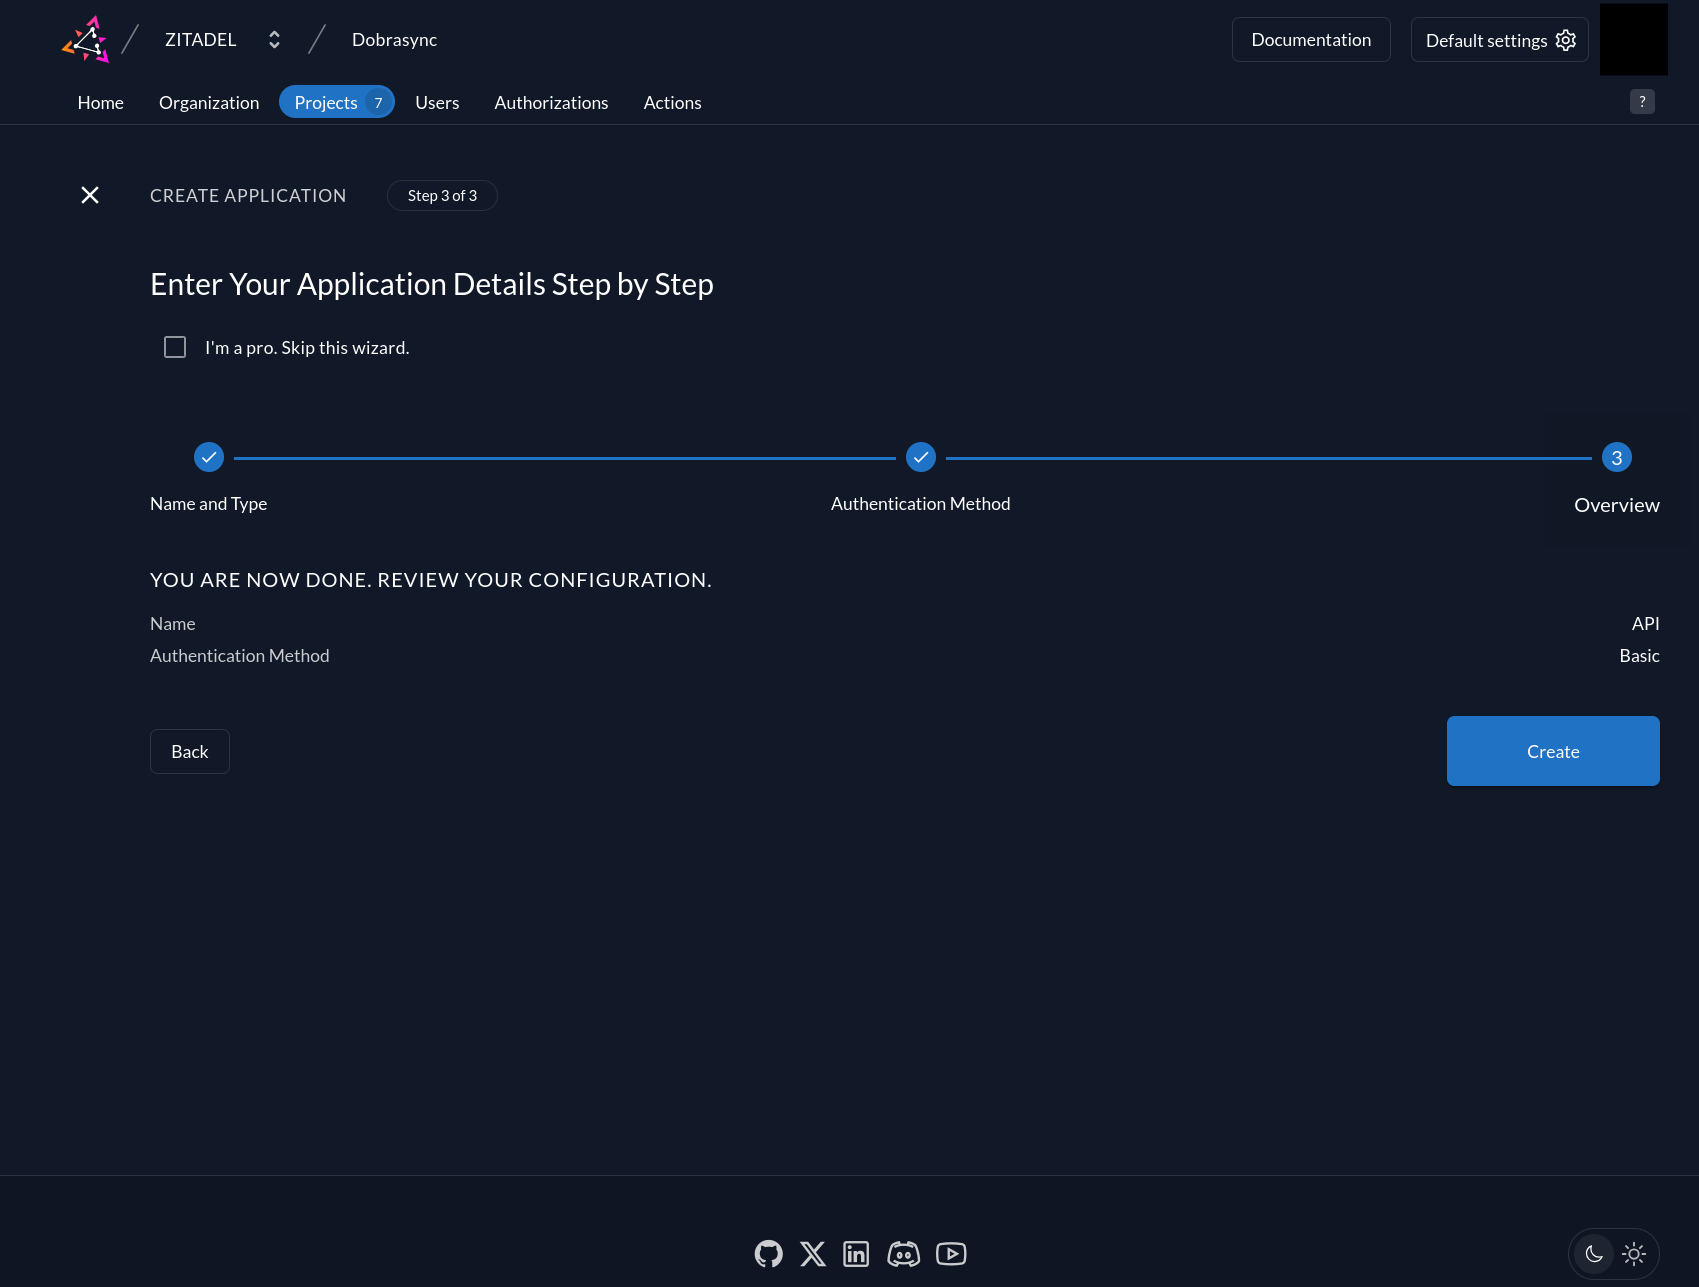 ZITADEL
Dobrasync
Documentation
Default settings
Home
Organization
Projects 7
Users
Authorizations
Actions
?
CREATE APPLICATION
Step 3 of 3
Enter Your Application Details Step by Step
I'm a pro. Skip this wizard.
3
Name and Type
Authentication Method
Overview
YOU ARE NOW DONE. REVIEW YOUR CONFIGURATION.
Name API
Authentication Method Basic
Back
Create